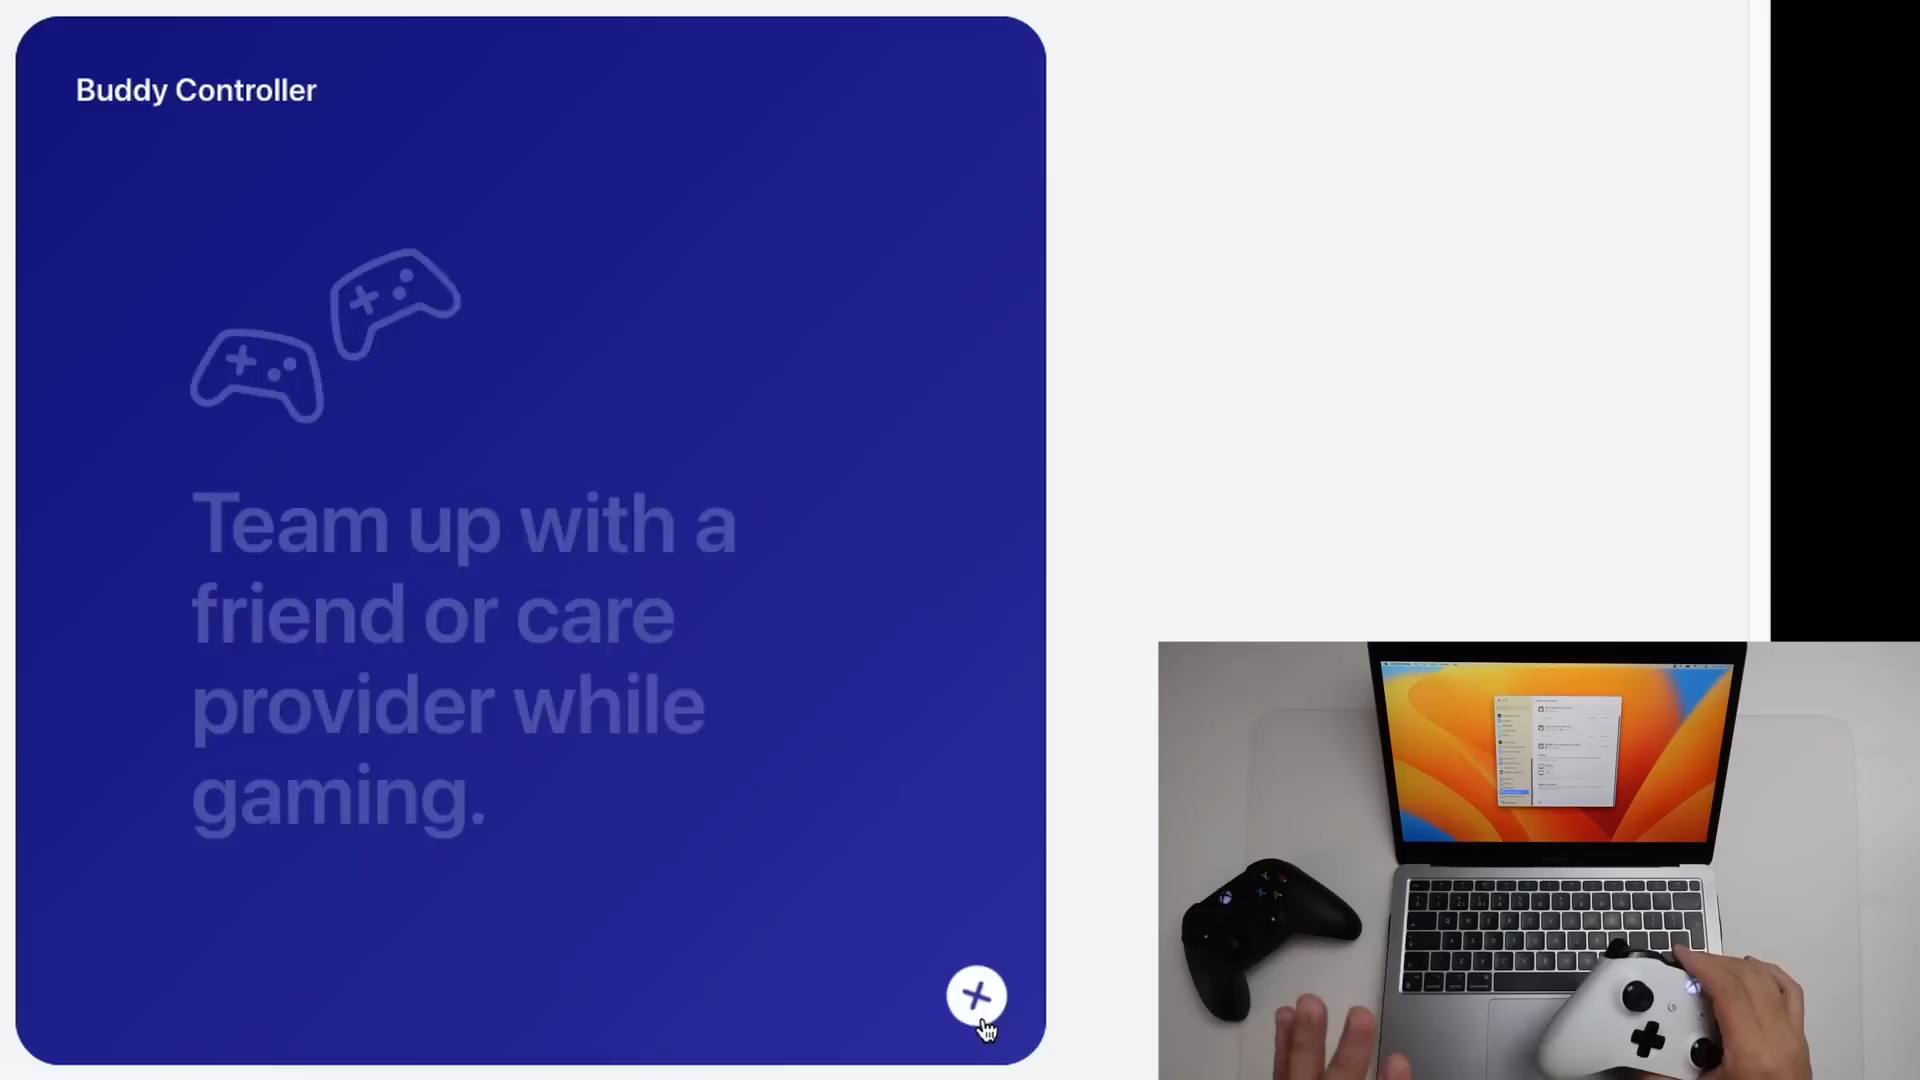 Buddy Controller
Team up with a
friend or care
provider while
gaming.